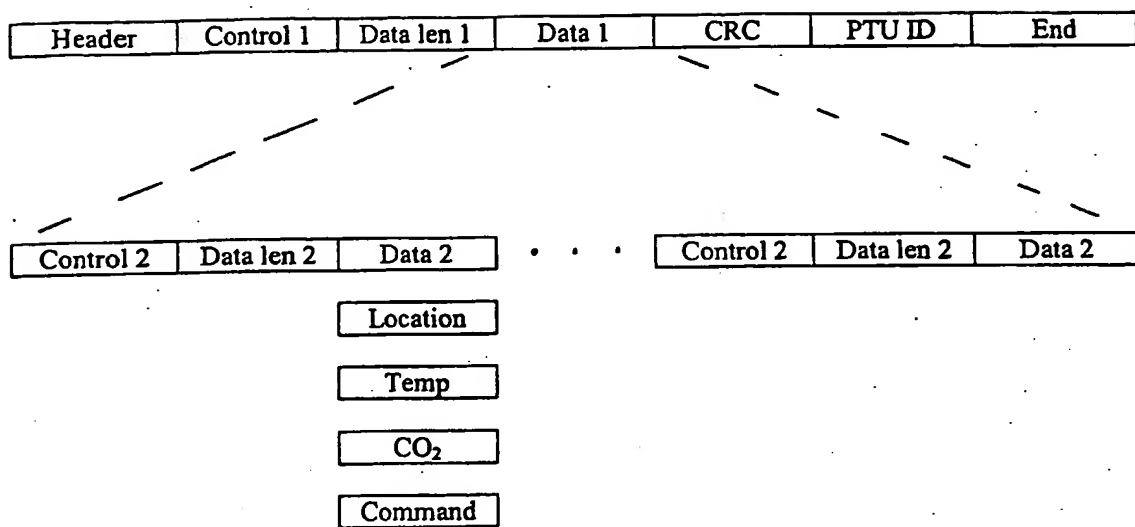 Header Control 1 Data len 1 Data 1 CRC PTU ID End
Control 2 Data len 2 Data 2 . . . Control 2 Data len 2 Data 2
Location
Temp
CO₂
Command